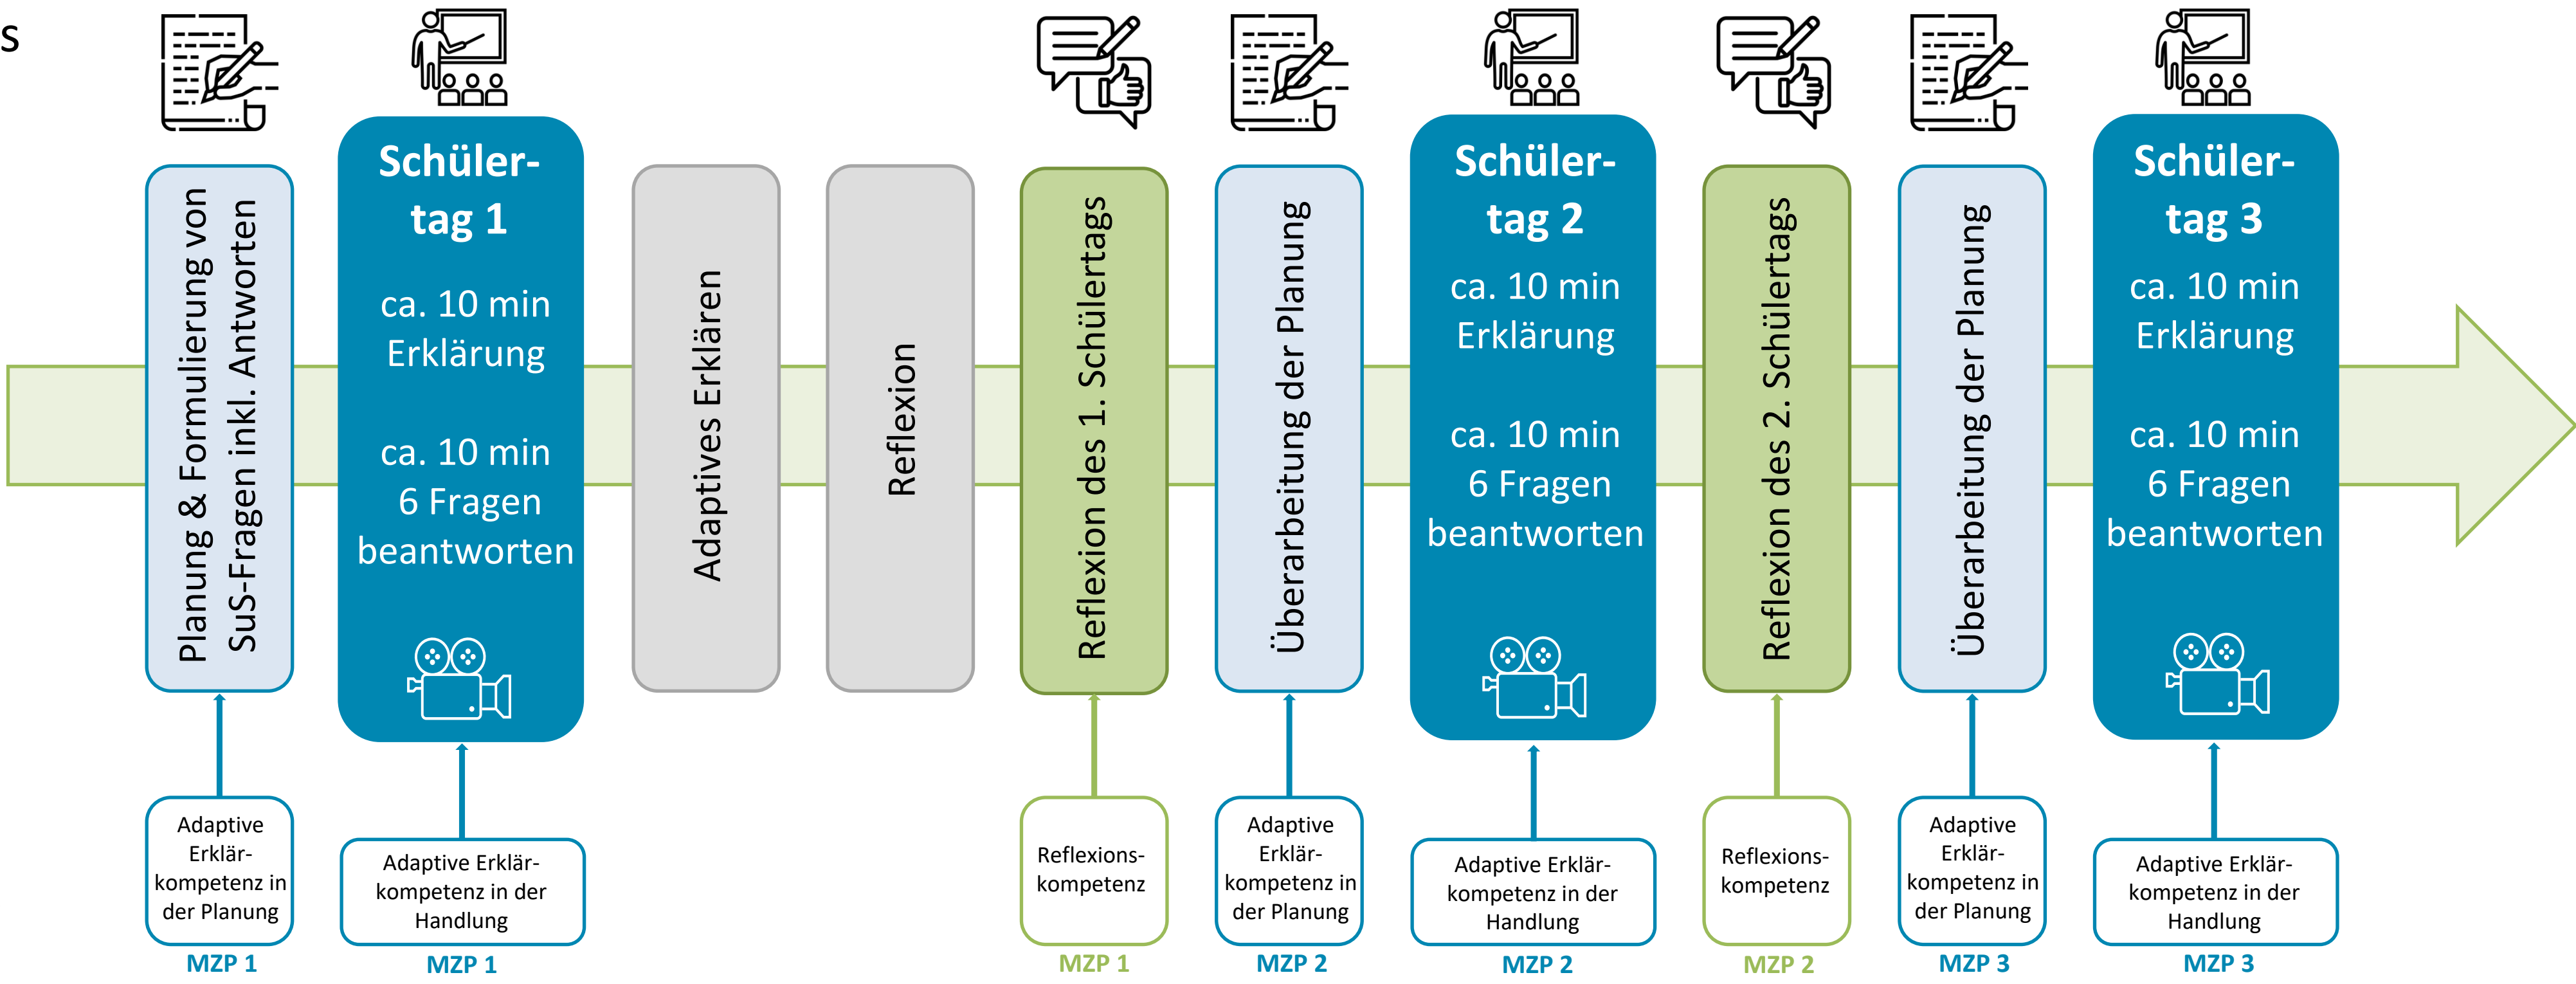 s
Planung & Formulierung von
SuS-Fragen inkl. Antworten
Schüler-
tag 1
ca. 10 min
Erklärung
ca. 10 min
6 Fragen
beantworten
Adaptives Erklären
Reflexion
Reflexion des 1. Schülertags
Überarbeitung der Planung
Schüler-
tag 2
ca. 10 min
Erklärung
ca. 10 min
6 Fragen
beantworten
Reflexion des 2. Schülertags
Überarbeitung der Planung
Schüler-
tag 3
ca. 10 min
Erklärung
ca. 10 min
6 Fragen
beantworten
Adaptive
Erklär-
kompetenz in
der Planung
MZP 1
Adaptive Erklär-
kompetenz in der
Handlung
MZP 1
Reflexions-
kompetenz
MZP 1
Adaptive
Erklär-
kompetenz in
der Planung
MZP 2
Adaptive Erklär-
kompetenz in der
Handlung
MZP 2
Reflexions-
kompetenz
MZP 2
Adaptive
Erklär-
kompetenz in
der Planung
MZP 3
Adaptive Erklär-
kompetenz in der
Handlung
MZP 3